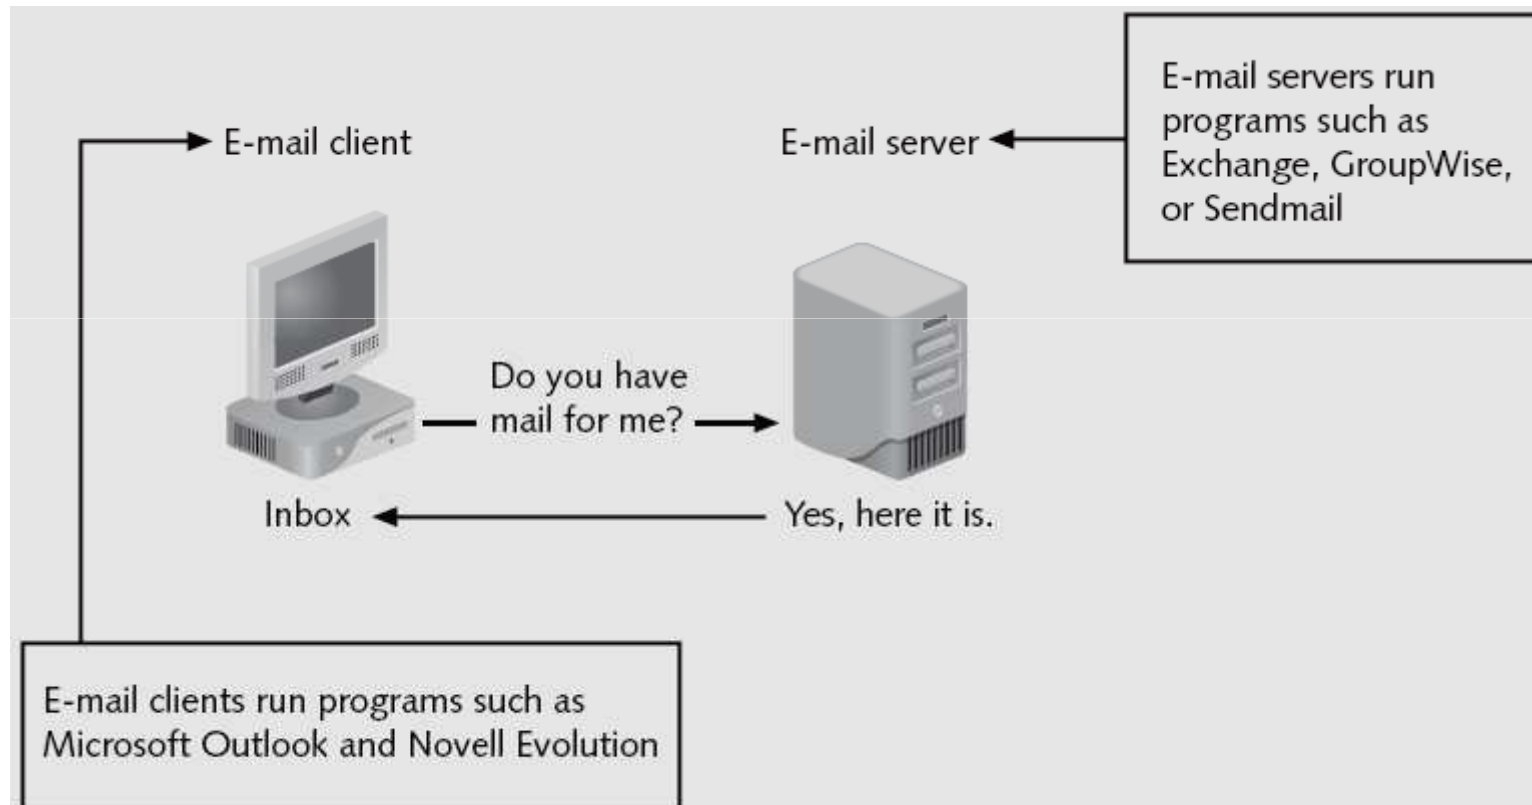 E-mail servers run
programs such as
Exchange, GroupWise,
or Sendmail
E-mail client
E-mail server
Do you have
mail for me?
Inbox
Yes, here it is.
E-mail clients run programs such as
Microsoft Outlook and Novell Evolution